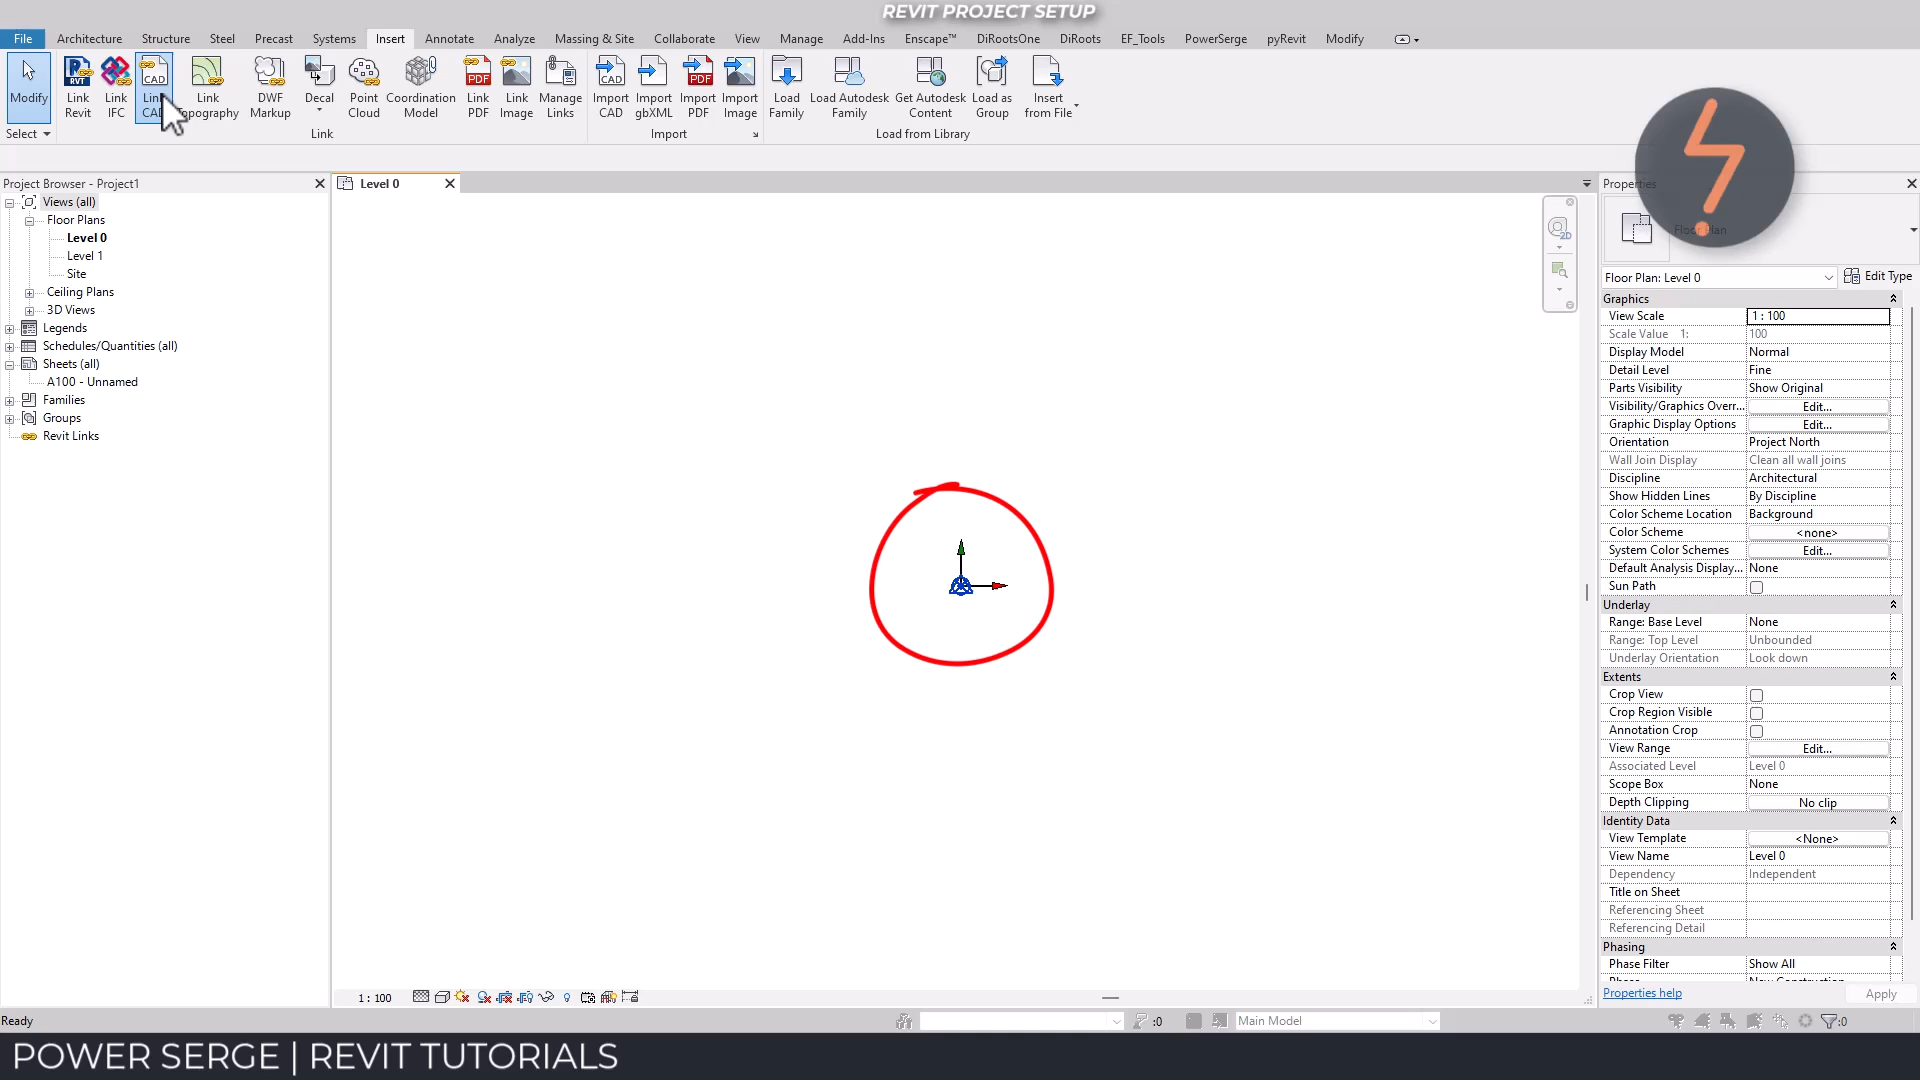 REVIT PROJECT SETUP
File Architecture Structure Steel Precast Systems Insert Annotate Analyze Massing & Site Collaborate View Manage Add-Ins Enscape™ DiRootsOne DiRoots EF_Tools PowerSerge pyRevit Modify
Modify
Link Revit
Link IFC
Link CAD
Link
DWF Markup
Decal
Point Cloud
Coordination Model
Link PDF
Link Image
Manage Links
Import CAD
Import gbXML
Import PDF
Import Image
Load Family
Load Autodesk Family
Get Autodesk Content
Load as Group
Insert from File
Select
Link
Import
Load from Library
Project Browser - Project1
Views (all)
Floor Plans
Level 0
Level 1
Site
Ceiling Plans
3D Views
Legends
Schedules/Quantities (all)
Sheets (all)
A100 - Unnamed
Families
Groups
Revit Links
Level 0
2D
Properties
Floor Plan
Floor Plan: Level 0
Edit Type
Graphics
View Scale 1 : 100
Scale Value 1: 100
Display Model Normal
Detail Level Fine
Parts Visibility Show Original
Visibility/Graphics Overr... Edit...
Graphic Display Options Edit...
Orientation Project North
Wall Join Display Clean all wall joins
Discipline Architectural
Show Hidden Lines By Discipline
Color Scheme Location Background
Color Scheme <none>
System Color Schemes Edit...
Default Analysis Display... None
Sun Path
Underlay
Range: Base Level None
Range: Top Level Unbounded
Underlay Orientation Look down
Extents
Crop View
Crop Region Visible
Annotation Crop
View Range Edit...
Associated Level Level 0
Scope Box None
Depth Clipping No clip
Identity Data
View Template <None>
View Name Level 0
Dependency Independent
Title on Sheet
Referencing Sheet
Referencing Detail
Phasing
Phase Filter Show All
Properties help
Apply
1 : 100
Ready
:0
Main Model
:0
POWER SERGE | REVIT TUTORIALS